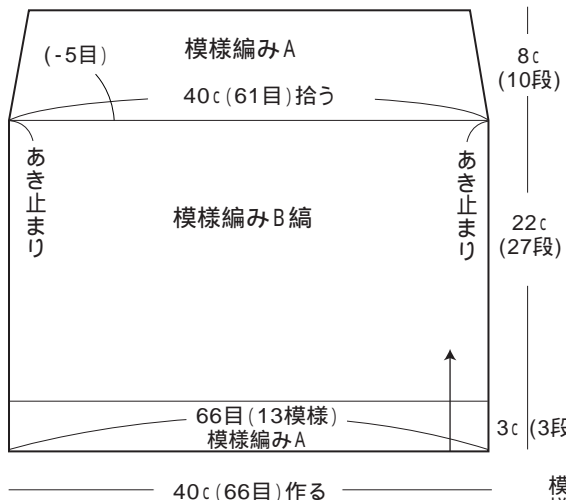 模様編みA
(-5目)
40c(61目)拾う
8c
(10段)
あき止まり
あき止まり
模様編みB縞
22c
(27段)
66目(13模様)
模様編みA
3c(3段
40c(66目)作る
模